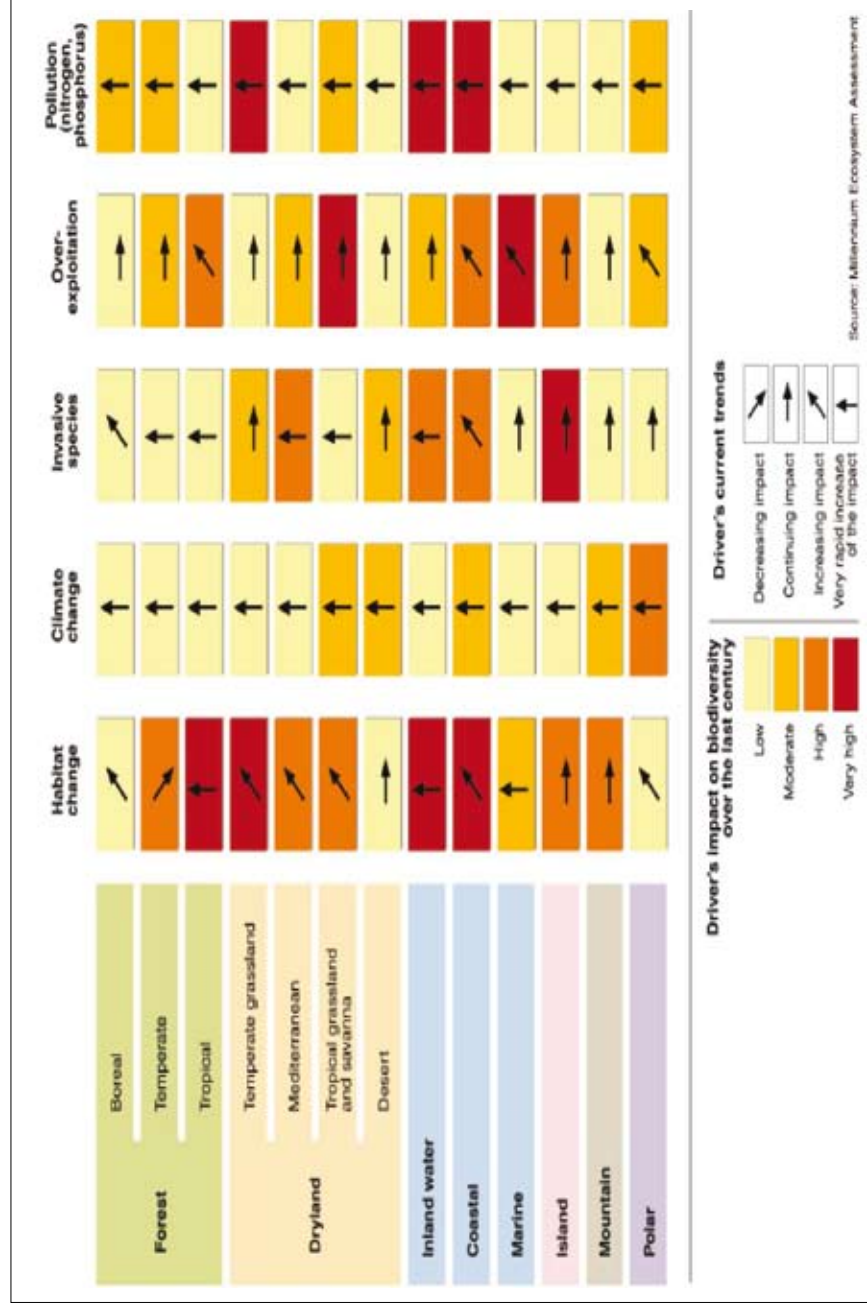 Habitat
change
Climate
change
Invasive
species
Over-
exploitation
Pollution
(nitrogen,
phosphorus)
Forest
Boreal
Temperate
Tropical
Dryland
Temperate grassland
Mediterranean
Tropical grassland
and savanna
Desert
Inland water
Coastal
Marine
Island
Mountain
Polar
Driver's impact on biodiversity
over the last century
Low
Moderate
High
Very high
Driver's current trends
Decreasing impact
Continuing impact
Increasing impact
Very rapid increase
of the impact
Source: Millennium Ecosystem Assessment